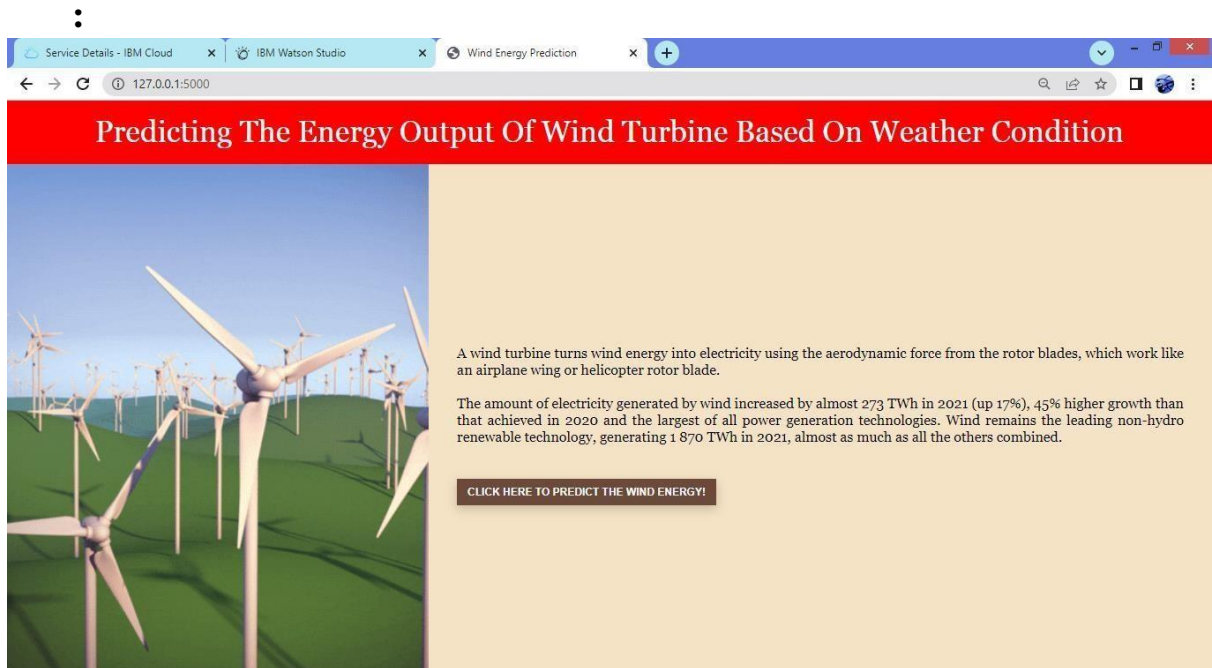 :
Service Details - IBM Cloud
IBM Watson Studio
Wind Energy Prediction
127.0.0.1:5000
Predicting The Energy Output Of Wind Turbine Based On Weather Condition
A wind turbine turns wind energy into electricity using the aerodynamic force from the rotor blades, which work like
an airplane wing or helicopter rotor blade.
The amount of electricity generated by wind increased by almost 273 TWh in 2021 (up 17%), 45% higher growth than
that achieved in 2020 and the largest of all power generation technologies. Wind remains the leading non-hydro
renewable technology, generating 1 870 TWh in 2021, almost as much as all the others combined.
CLICK HERE TO PREDICT THE WIND ENERGY!